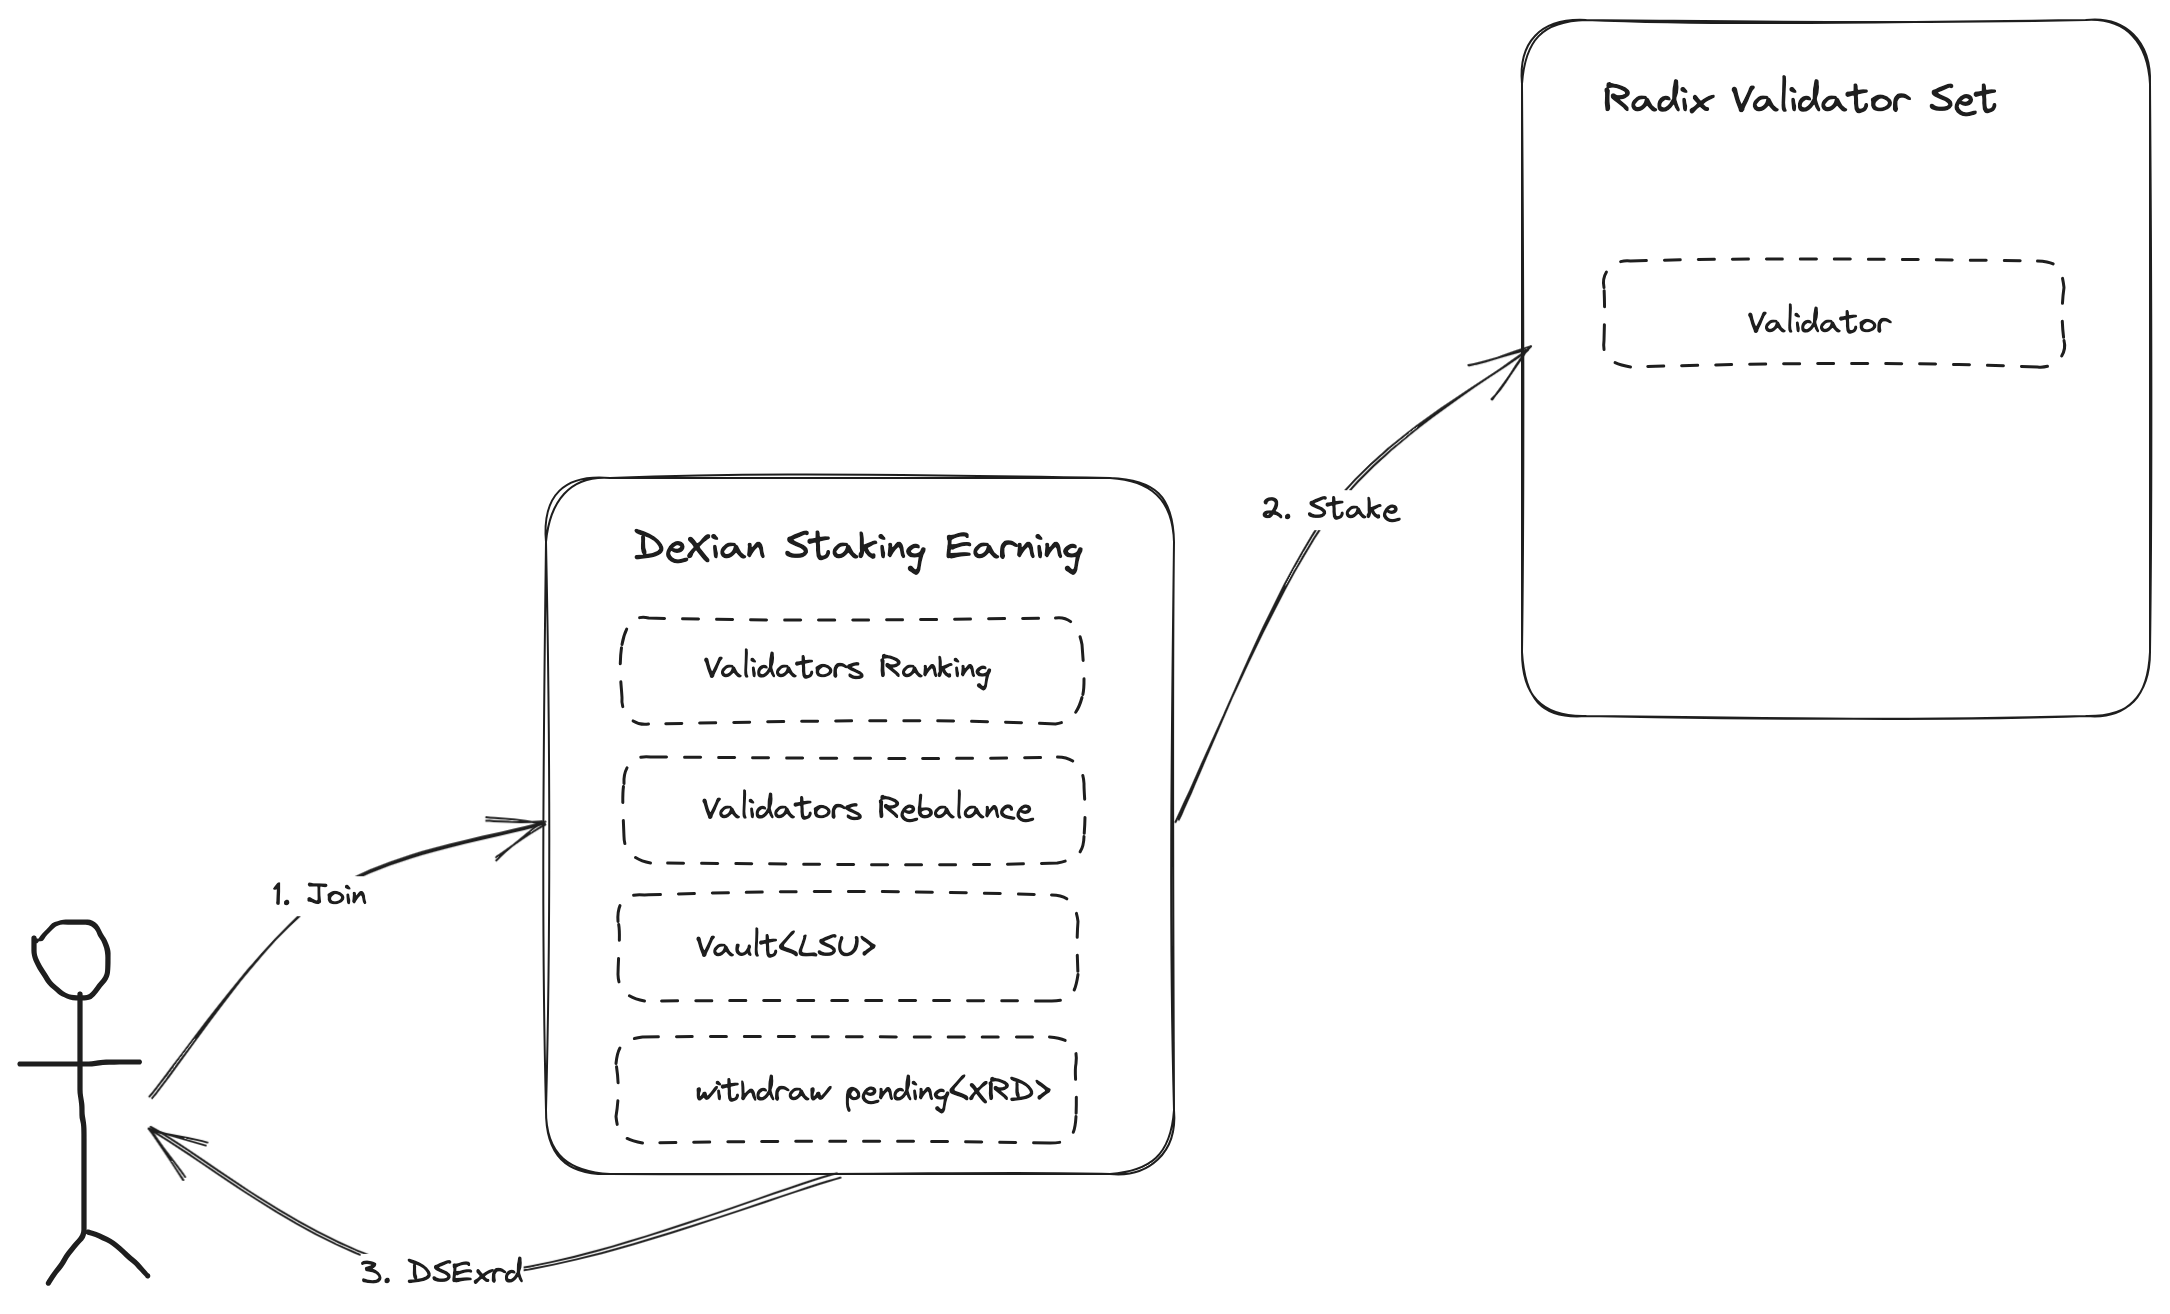 Radix Validator Set
Validator
2. Stake
DeXian Staking Earning
Validators Ranking
Validators Rebalance
Vault<LSU>
withdraw pending<XRD>
1. Join
3. DSExrd